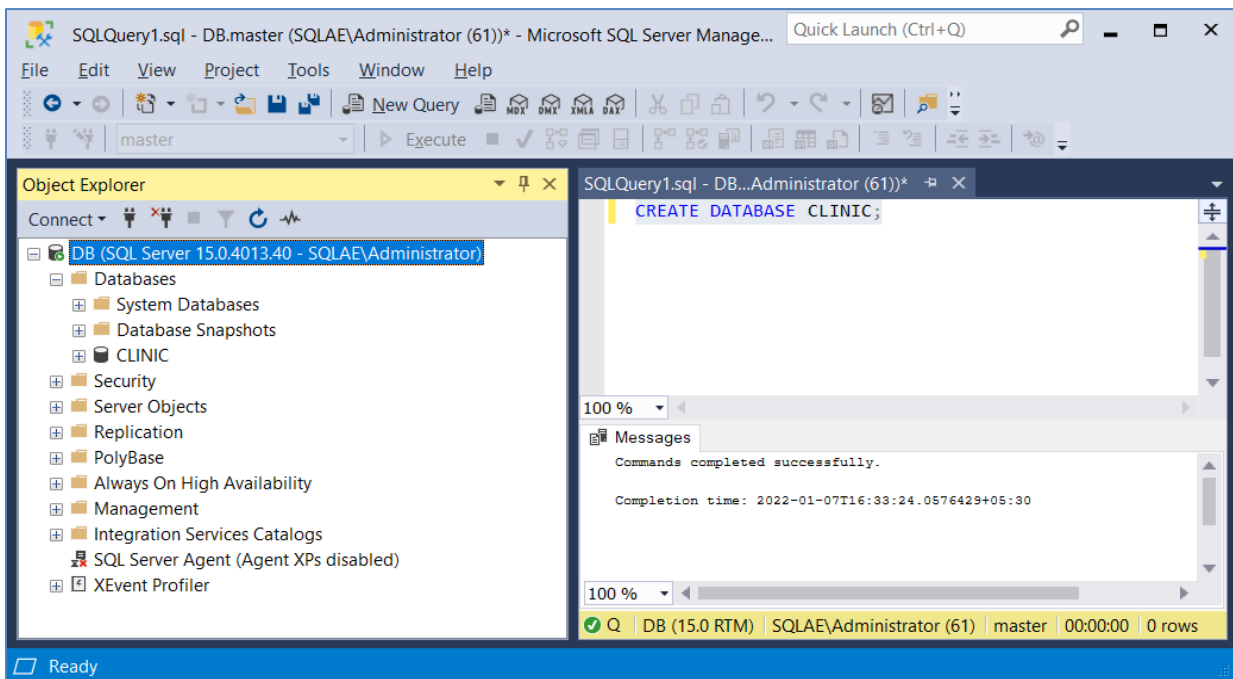 SQLQuery1.sql - DB.master (SQLAE\Administrator (61))* - Microsoft SQL Server Manage...
Quick Launch (Ctrl+Q)
File Edit View Project Tools Window Help
New Query MDX DMX XMLA DAX
master Execute
Object Explorer
Connect
DB (SQL Server 15.0.4013.40 - SQLAE\Administrator)
Databases
System Databases
Database Snapshots
CLINIC
Security
Server Objects
Replication
PolyBase
Always On High Availability
Management
Integration Services Catalogs
SQL Server Agent (Agent XPs disabled)
XEvent Profiler
SQLQuery1.sql - DB...Administrator (61))*
CREATE DATABASE CLINIC;
100 %
Messages
Commands completed successfully.
Completion time: 2022-01-07T16:33:24.0576429+05:30
100 %
Q DB (15.0 RTM) SQLAE\Administrator (61) master 00:00:00 0 rows
Ready